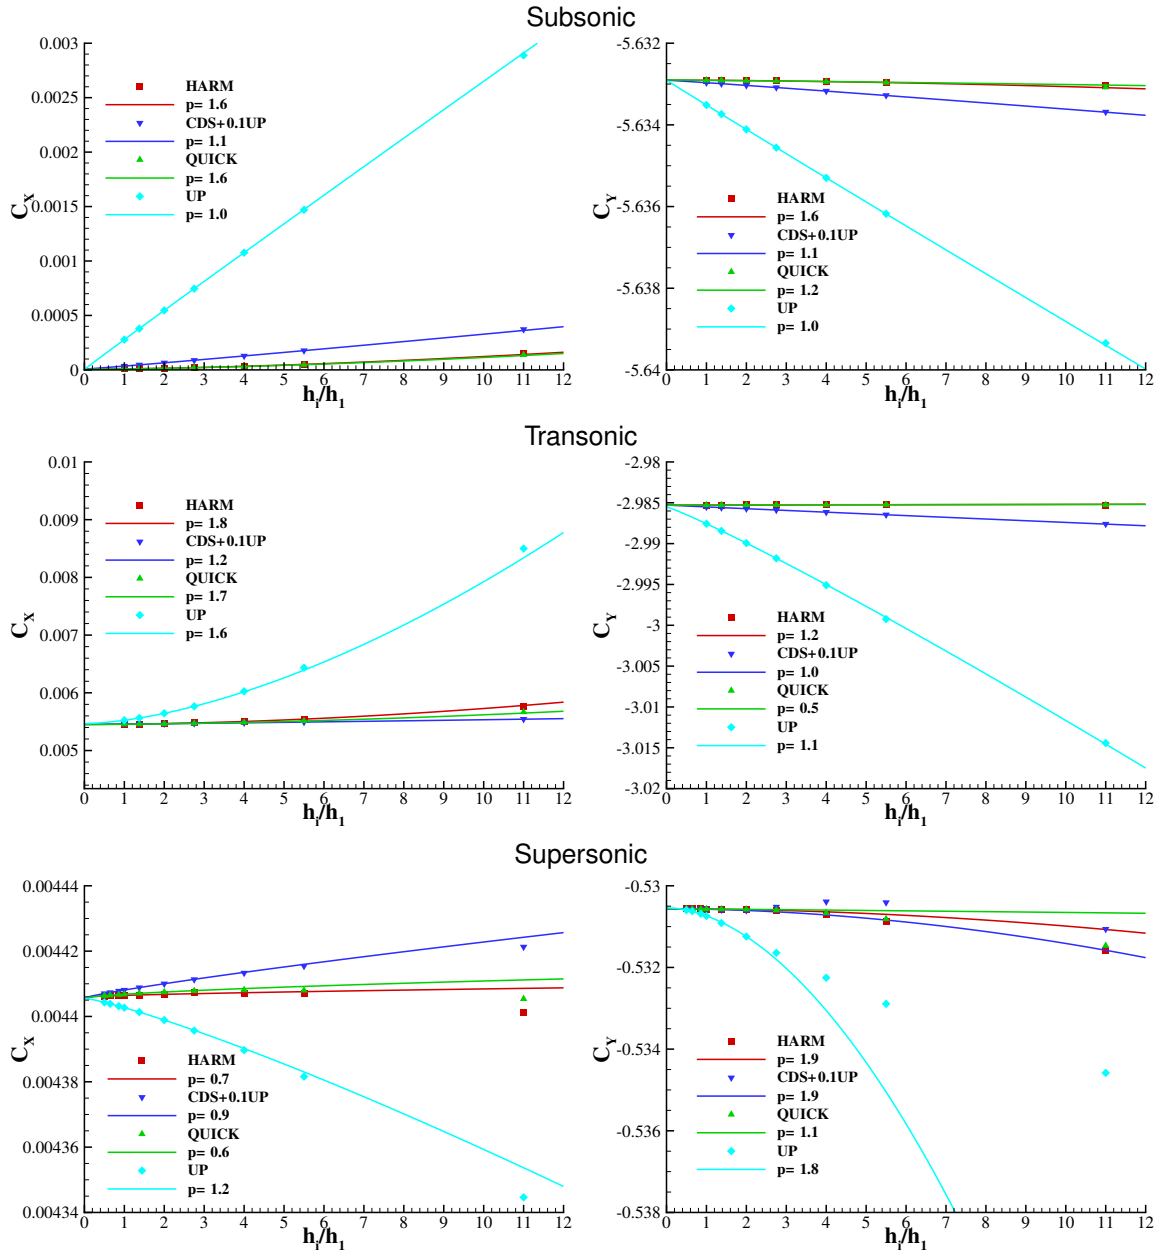 Subsonic
0.003
0.0025
0.002
0.0015
0.001
0.0005
0
C_X
HARM
p= 1.6
CDS+0.1UP
p= 1.1
QUICK
p= 1.6
UP
p= 1.0
0 1 2 3 4 5 6 7 8 9 10 11 12
h_i/h_1
-5.632
-5.634
-5.636
-5.638
-5.64
C_Y
HARM
p= 1.6
CDS+0.1UP
p= 1.1
QUICK
p= 1.2
UP
p= 1.0
0 1 2 3 4 5 6 7 8 9 10 11 12
h_i/h_1
Transonic
0.01
0.009
0.008
0.007
0.006
0.005
C_X
HARM
p= 1.8
CDS+0.1UP
p= 1.2
QUICK
p= 1.7
UP
p= 1.6
0 1 2 3 4 5 6 7 8 9 10 11 12
h_i/h_1
-2.98
-2.985
-2.99
-2.995
-3
-3.005
-3.01
-3.015
-3.02
C_Y
HARM
p= 1.2
CDS+0.1UP
p= 1.0
QUICK
p= 0.5
UP
p= 1.1
0 1 2 3 4 5 6 7 8 9 10 11 12
h_i/h_1
Supersonic
0.00444
0.00442
0.0044
0.00438
0.00436
0.00434
C_X
HARM
p= 0.7
CDS+0.1UP
p= 0.9
QUICK
p= 0.6
UP
p= 1.2
0 1 2 3 4 5 6 7 8 9 10 11 12
h_i/h_1
-0.53
-0.532
-0.534
-0.536
-0.538
C_Y
HARM
p= 1.9
CDS+0.1UP
p= 1.9
QUICK
p= 1.1
UP
p= 1.8
0 1 2 3 4 5 6 7 8 9 10 11 12
h_i/h_1